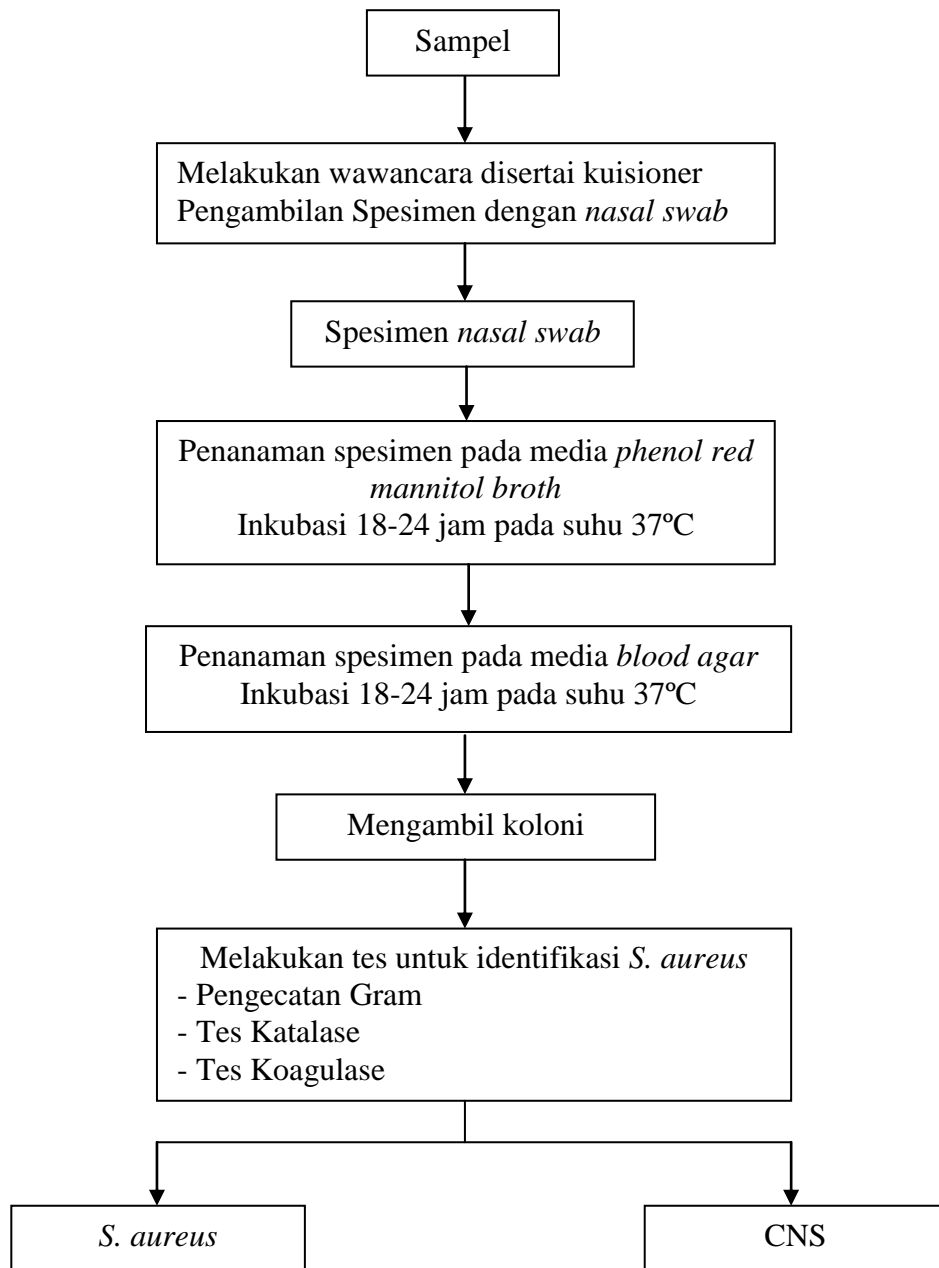 Sampel
Melakukan wawancara disertai kuisioner
Pengambilan Spesimen dengan nasal swab
Spesimen nasal swab
Penanaman spesimen pada media phenol red
mannitol broth
Inkubasi 18-24 jam pada suhu 37ºC
Penanaman spesimen pada media blood agar
Inkubasi 18-24 jam pada suhu 37ºC
Mengambil koloni
Melakukan tes untuk identifikasi S. aureus
- Pengecatan Gram
- Tes Katalase
- Tes Koagulase
S. aureus
CNS